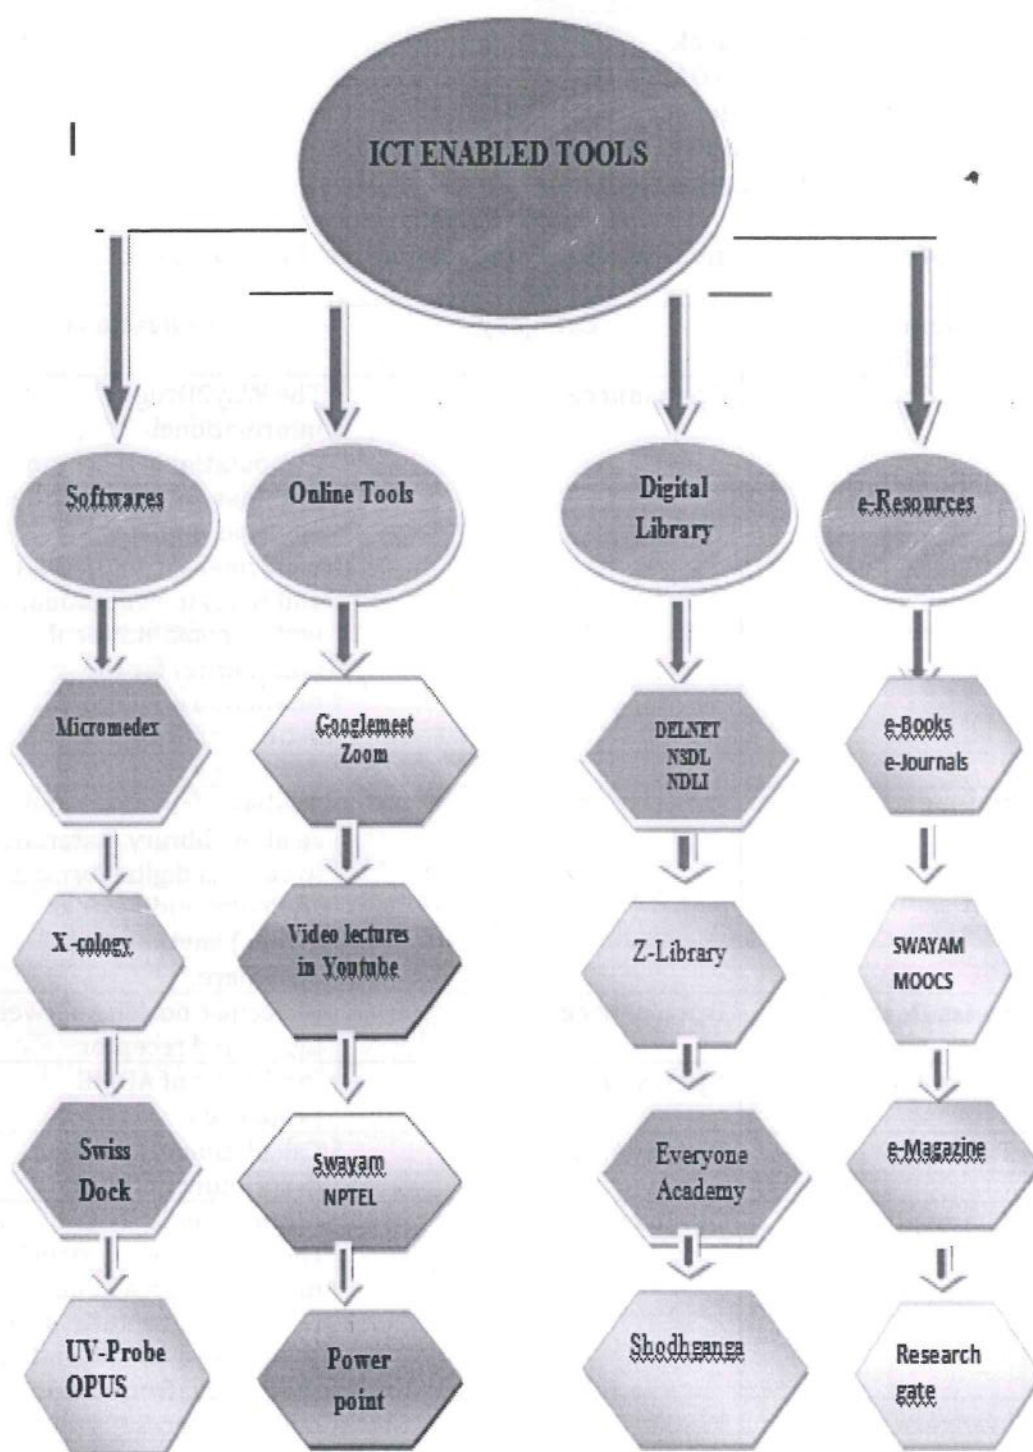 ICT ENABLED TOOLS
Softwares
Online Tools
Digital
Library
e-Resources
Micromedex
Googlemeet
Zoom
DELNET
NSDL
NDLI
e-Books
e-Journals
X-cology
Video lectures
in Youtube
Z-Library
SWAYAM
MOOCS
Swiss
Dock
Swayam
NPTEL
Everyone
Academy
e-Magazine
UV-Probe
OPUS
Power
point
Shodhganga
Research
gate